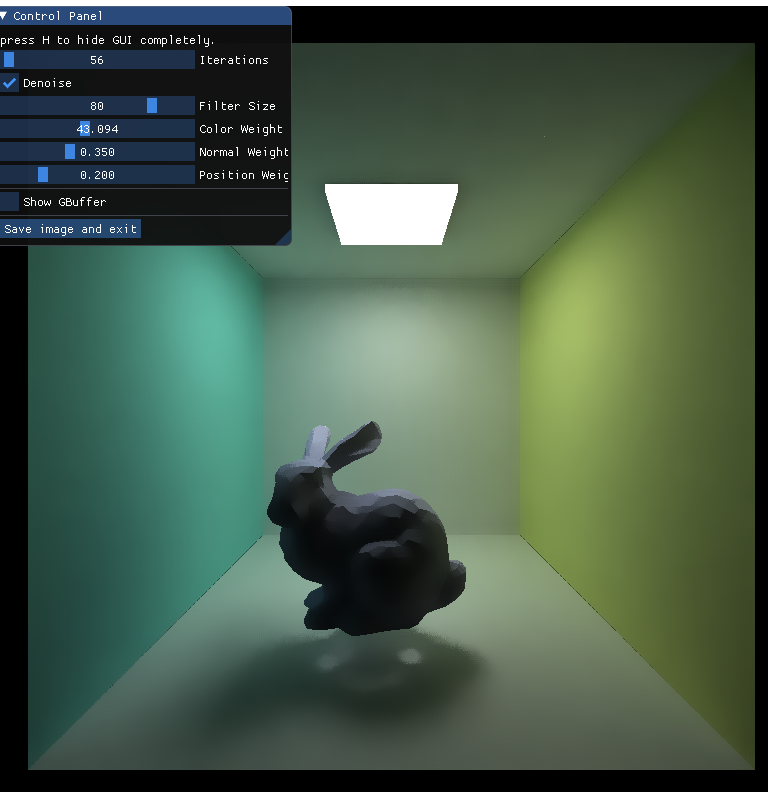 Control Panel
press H to hide GUI completely.
56 Iterations
Denoise
80 Filter Size
43.094 Color Weight
0.350 Normal Weight
0.200 Position Weig
Show GBuffer
Save image and exit